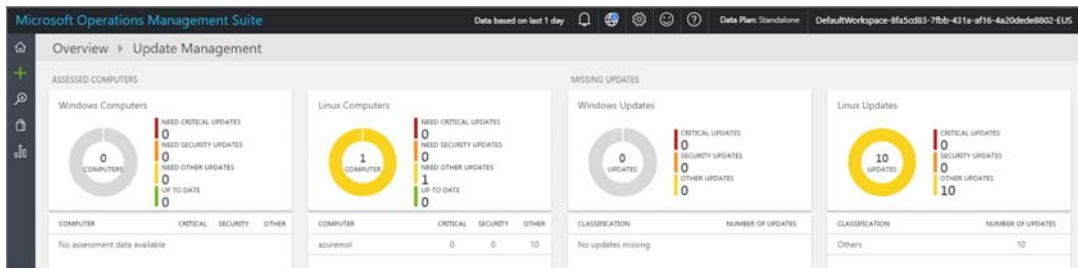 Microsoft Operations Management Suite
Data based on last 1 day
Data Plan: Standalone
DefaultWorkspace-8fa5cd83-7fbb-431a-af16-4a20dede8802-EUS
Overview
Update Management
ASSESSED COMPUTERS
MISSING UPDATES
Windows Computers
0
COMPUTERS
NEED CRITICAL UPDATES
0
NEED SECURITY UPDATES
0
NEED OTHER UPDATES
0
UP TO DATE
0
COMPUTER CRITICAL SECURITY OTHER
No assessment data available
Linux Computers
1
COMPUTER
NEED CRITICAL UPDATES
0
NEED SECURITY UPDATES
0
NEED OTHER UPDATES
1
UP TO DATE
0
COMPUTER CRITICAL SECURITY OTHER
azuremol 0 0 10
Windows Updates
0
UPDATES
CRITICAL UPDATES
0
SECURITY UPDATES
0
OTHER UPDATES
0
CLASSIFICATION NUMBER OF UPDATES
No updates missing
Linux Updates
10
UPDATES
CRITICAL UPDATES
0
SECURITY UPDATES
0
OTHER UPDATES
10
CLASSIFICATION NUMBER OF UPDATES
Others 10